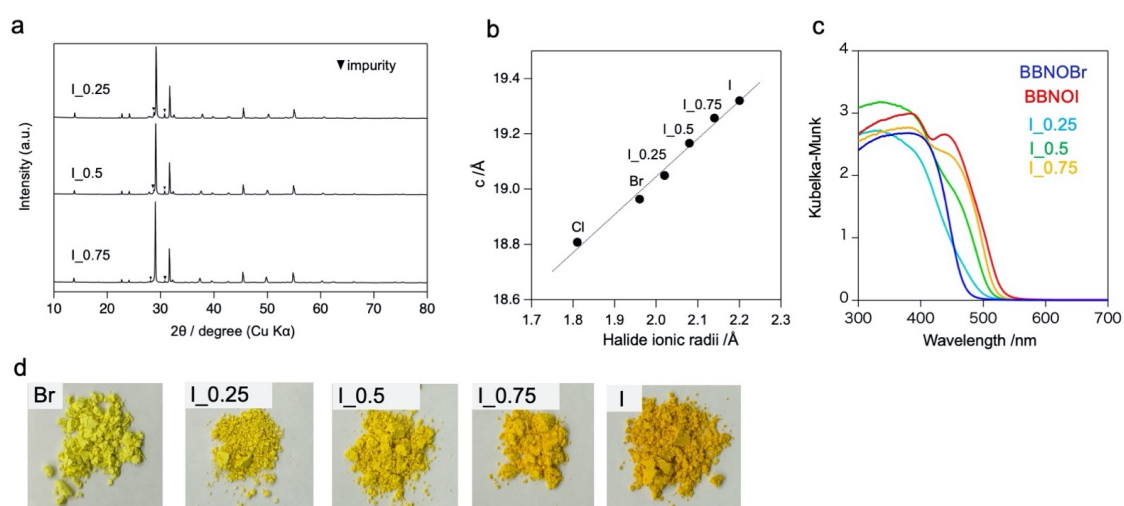 a
Intensity (a.u.)
▼impurity
I_0.25
I_0.5
I_0.75
10 20 30 40 50 60 70 80
2θ / degree (Cu Kα)
b
c /Å
19.4
19.2
19.0
18.8
18.6
I
I_0.75
I_0.5
I_0.25
Br
Cl
1.7 1.8 1.9 2.0 2.1 2.2 2.3
Halide ionic radii /Å
c
Kubelka-Munk
4
3
2
1
0
BBNOBr
BBNOI
I_0.25
I_0.5
I_0.75
300 400 500 600 700
Wavelength /nm
d
Br
I_0.25
I_0.5
I_0.75
I